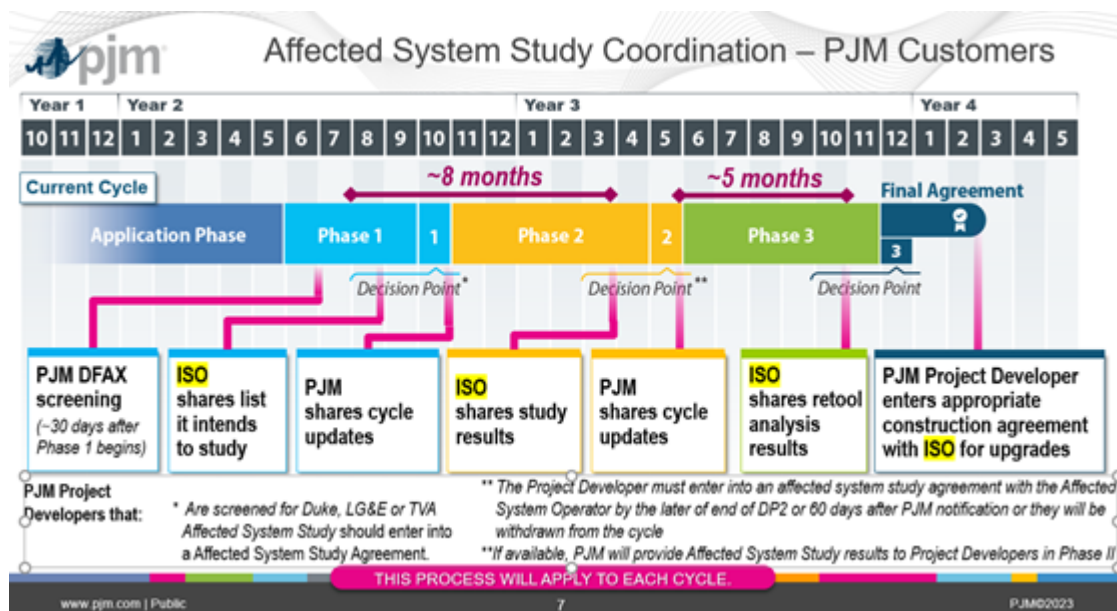 pjm
Affected System Study Coordination – PJM Customers
Year 1 Year 2 Year 3 Year 4
10 11 12 1 2 3 4 5 6 7 8 9 10 11 12 1 2 3 4 5 6 7 8 9 10 11 12 1 2 3 4 5
~8 months ~5 months
Current Cycle
Final Agreement
Application Phase Phase 1 1 Phase 2 2 Phase 3
3
Decision Point* Decision Point** Decision Point
PJM DFAX
screening
(~30 days after
Phase 1 begins)
ISO
shares list
it intends
to study
PJM
shares cycle
updates
ISO
shares study
results
PJM
shares cycle
updates
ISO
shares retool
analysis
results
PJM Project Developer
enters appropriate
construction agreement
with ISO for upgrades
PJM Project
Developers that:
* Are screened for Duke, LG&E or TVA
Affected System Study should enter into
a Affected System Study Agreement.
** The Project Developer must enter into an affected system study agreement with the Affected
System Operator by the later of end of DP2 or 60 days after PJM notification or they will be
withdrawn from the cycle
**If available, PJM will provide Affected System Study results to Project Developers in Phase II
THIS PROCESS WILL APPLY TO EACH CYCLE.
www.pjm.com | Public
7
PJM©2023